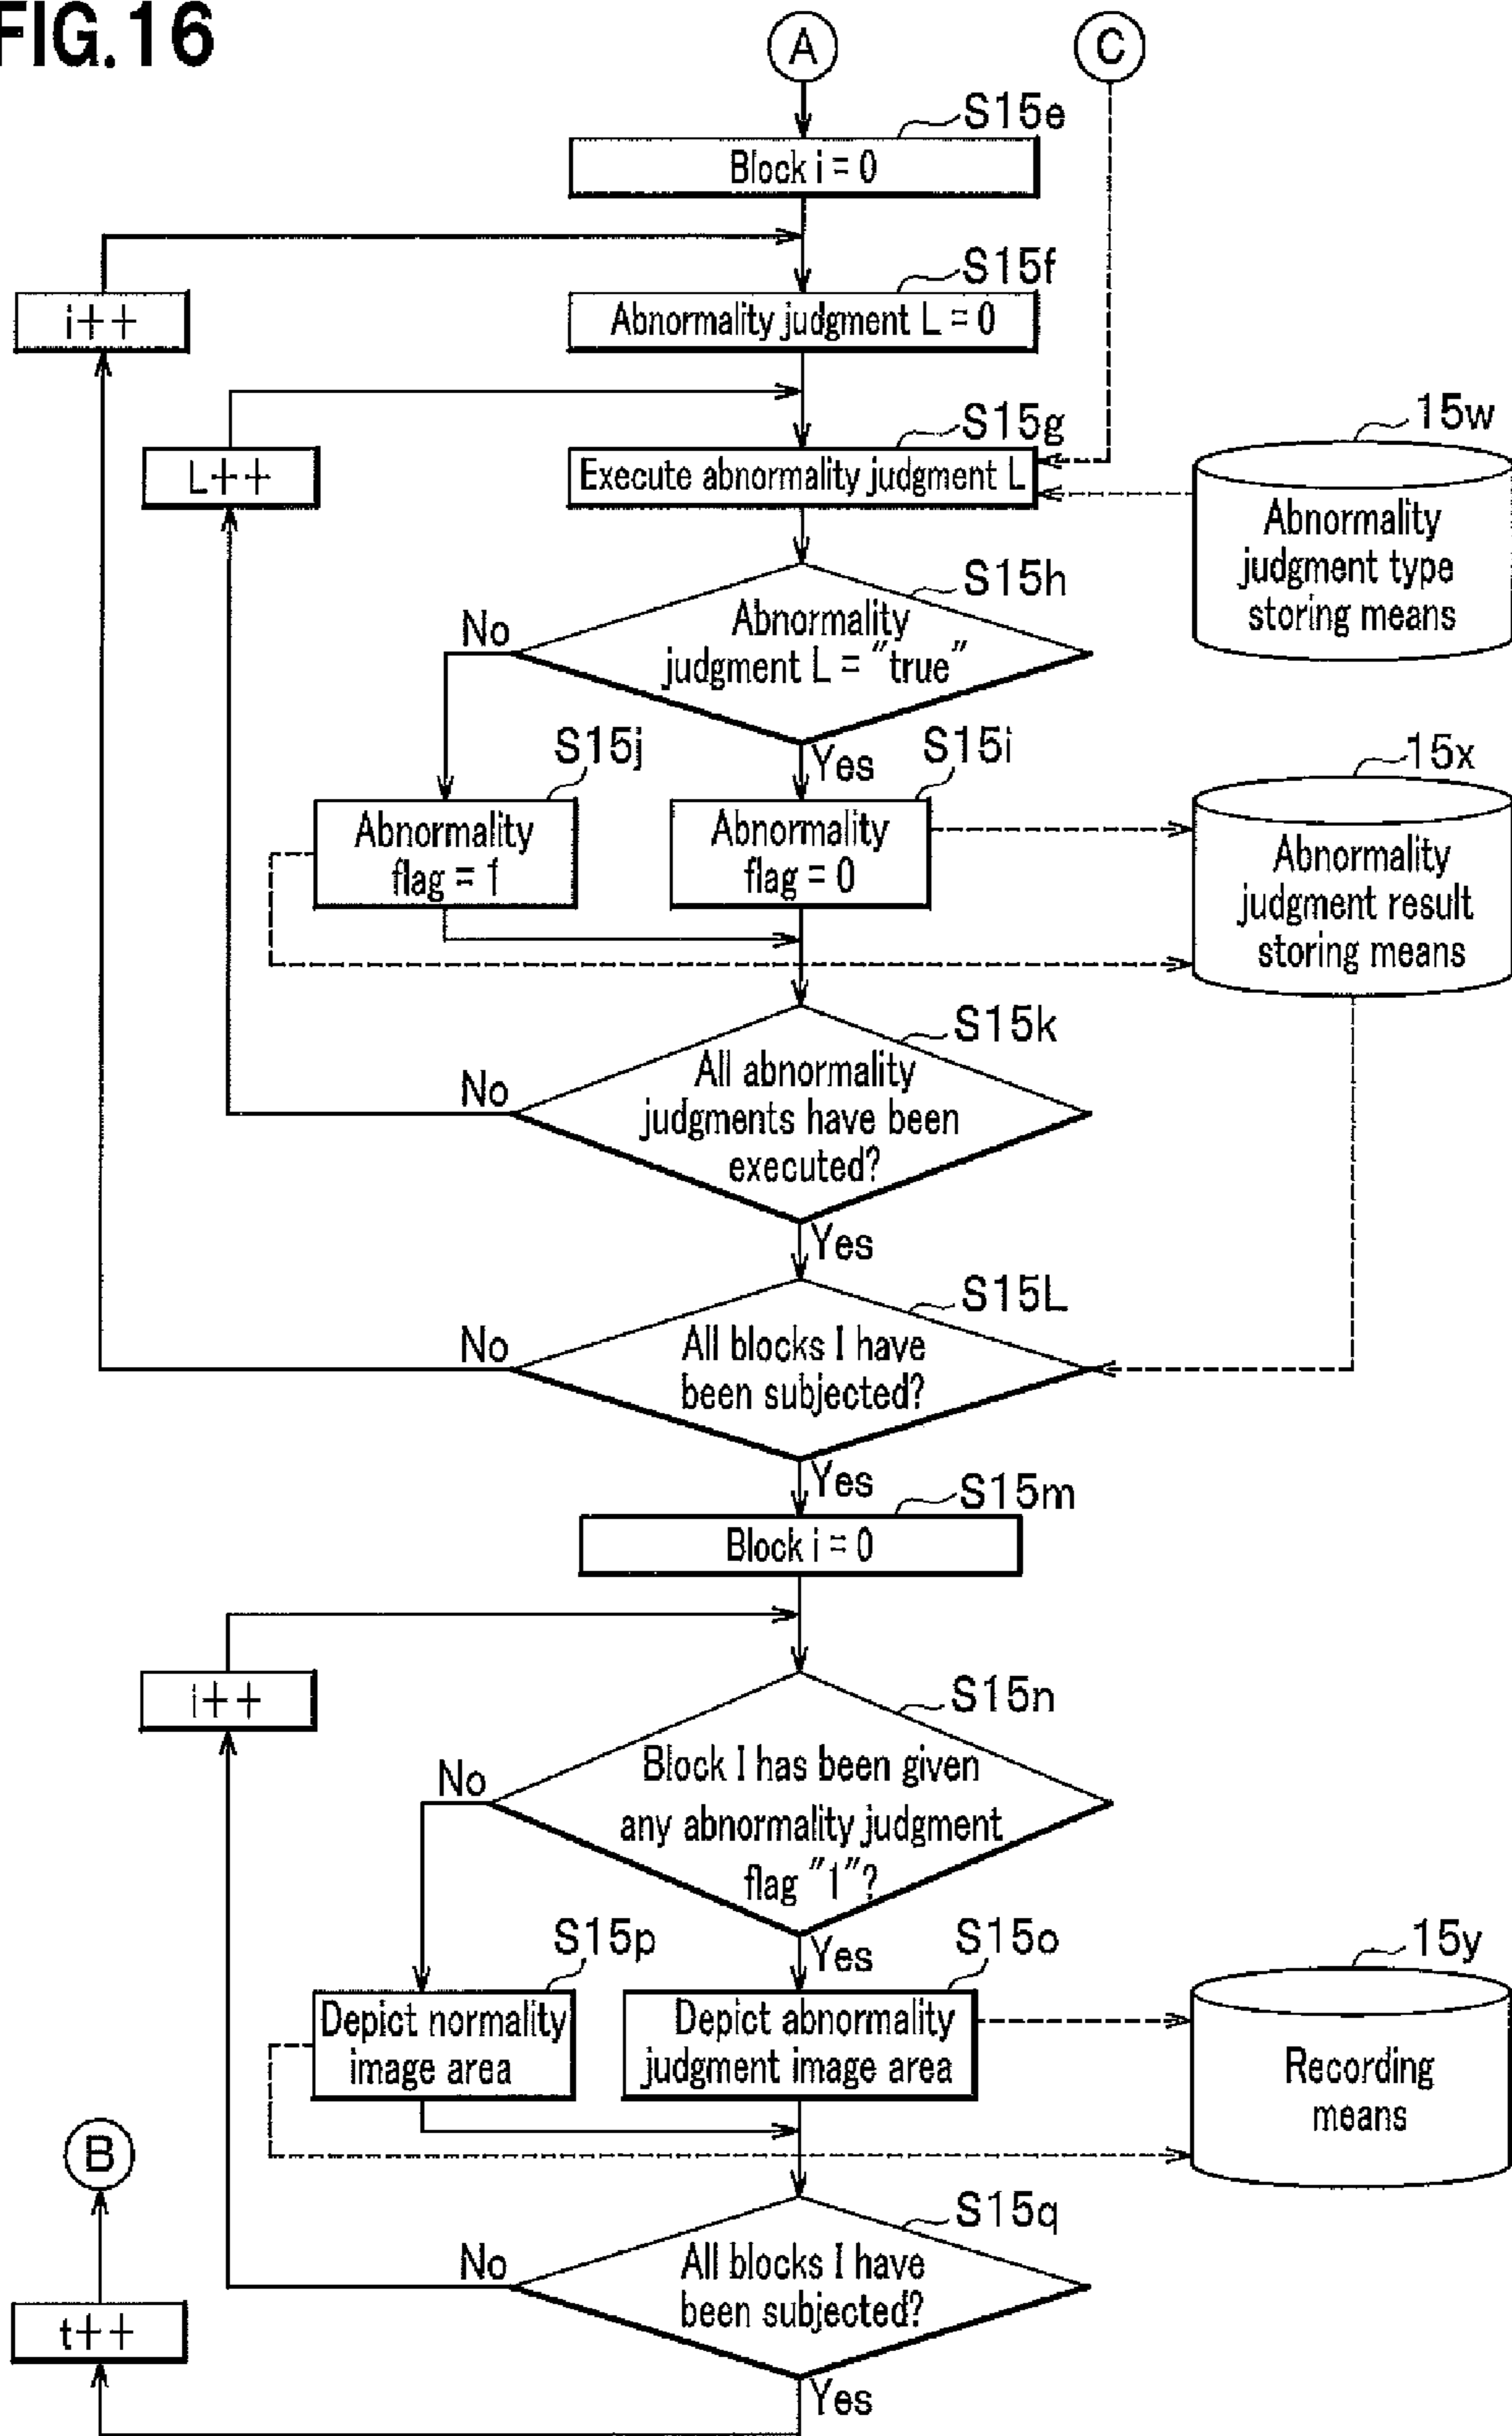 FIG.16
A
C
S15e
Block i = 0
S15f
i++
Abnormality judgment L = 0
S15g
15w
L++
Execute abnormality judgment L
Abnormality
judgment type
storing means
S15h
No
Abnormality
judgment L = "true"
Yes
S15j
S15i
15x
Abnormality
flag = 1
Abnormality
flag = 0
Abnormality
judgment result
storing means
S15k
No
All abnormality
judgments have been
executed?
Yes
S15L
No
All blocks I have
been subjected?
Yes
S15m
Block i = 0
i++
S15n
No
Block I has been given
any abnormality judgment
flag "1"?
Yes
S15p
S15o
15y
Depict normality
image area
Depict abnormality
judgment image area
Recording
means
B
S15q
No
All blocks I have
been subjected?
t++
Yes